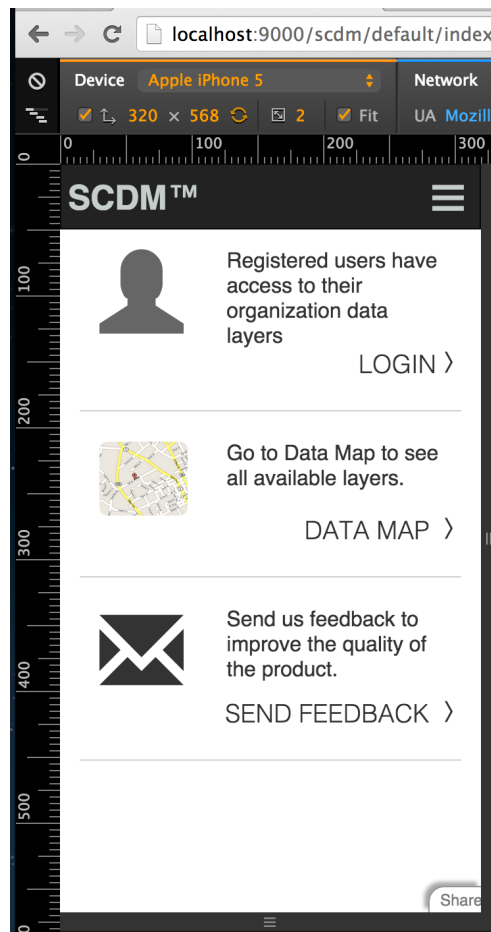 localhost:9000/scdm/default/index
Device Apple iPhone 5 Network
320 × 568 2 Fit UA Mozill
0 100 200 300
0
SCDM™
Registered users have
access to their
organization data
layers
LOGIN 〉
100
200
Go to Data Map to see
all available layers.
DATA MAP 〉
300
Send us feedback to
improve the quality of
the product.
SEND FEEDBACK 〉
400
500
Share